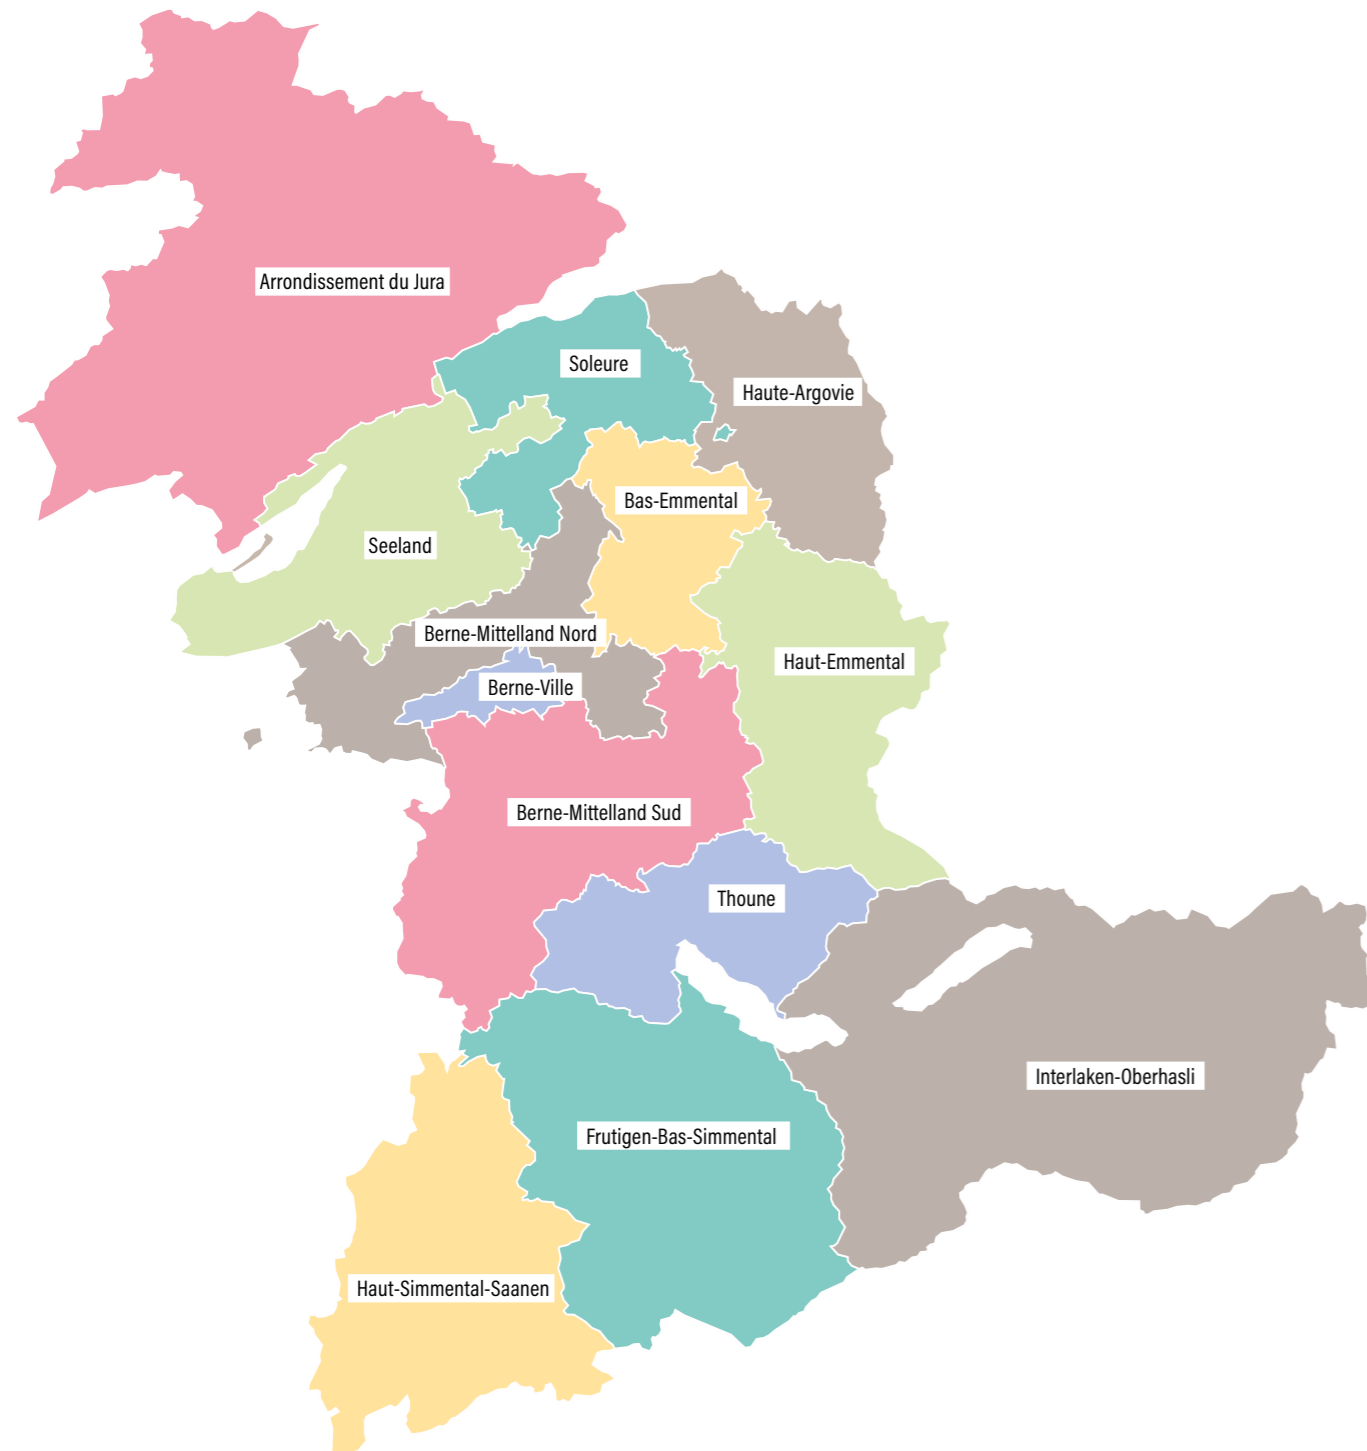 Arrondissement du Jura
Soleure
Haute-Argovie
Bas-Emmental
Seeland
Berne-Mittelland Nord
Haut-Emmental
Berne-Ville
Berne-Mittelland Sud
Thoune
Interlaken-Oberhasli
Frutigen-Bas-Simmental
Haut-Simmental-Saanen